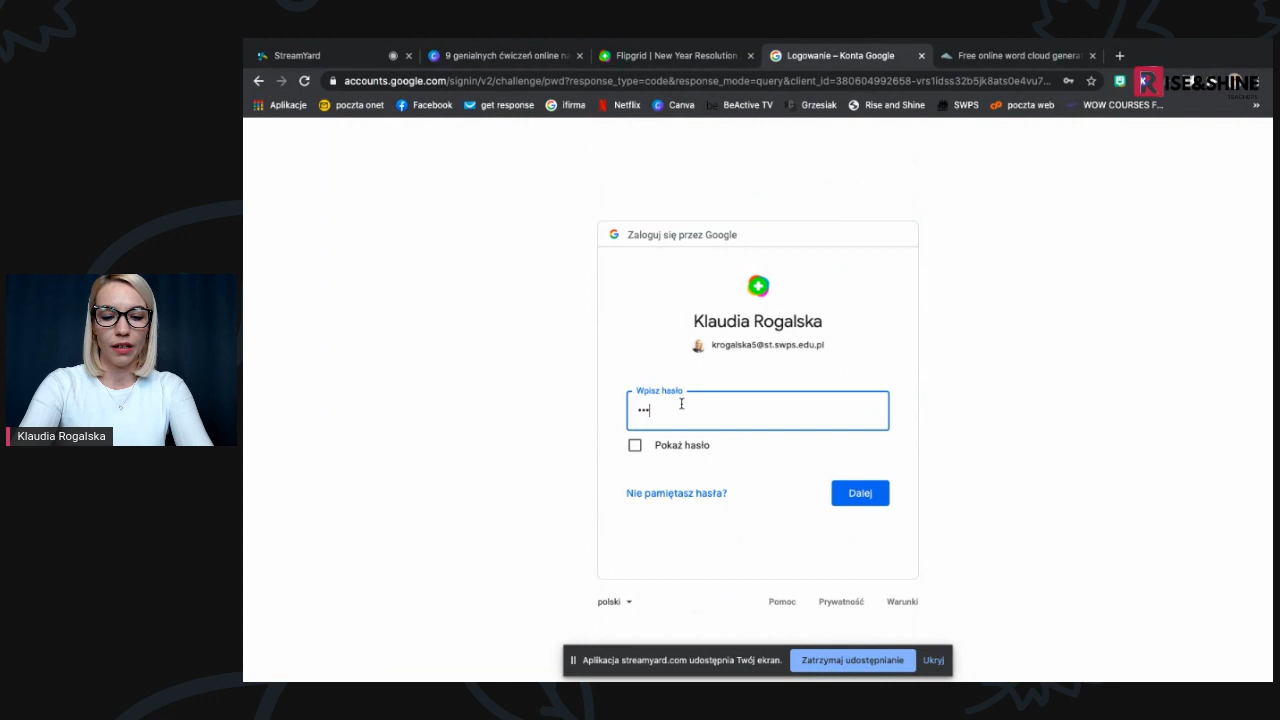 StreamYard
9 genialnych ćwiczeń online na
Flipgrid | New Year Resolution
Logowanie – Konta Google
Free online word cloud generat
accounts.google.com/signin/v2/challenge/pwd?response_type=code&response_mode=query&client_id=380604992658-vrs1idss32b5jk8ats0e4vu7...
RISE&SHINE
TEACHERS
Aplikacje
poczta onet
Facebook
get response
ifirma
Netflix
Canva
BeActive TV
Grzesiak
Rise and Shine
SWPS
poczta web
WOW COURSES F...
Zaloguj się przez Google
Klaudia Rogalska
krogalska5@st.swps.edu.pl
Wpisz hasło
•••
Pokaż hasło
Nie pamiętasz hasła?
Dalej
polski
Pomoc
Prywatność
Warunki
Klaudia Rogalska
Aplikacja streamyard.com udostępnia Twój ekran.
Zatrzymaj udostępnianie
Ukryj